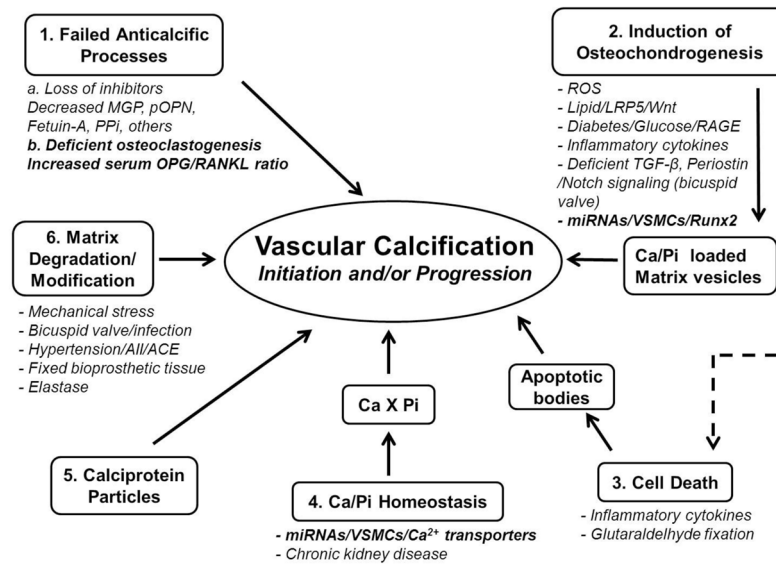 1. Failed Anticalcific
Processes
a. Loss of inhibitors
Decreased MGP, pOPN,
Fetuin-A, PPi, others
b. Deficient osteoclastogenesis
Increased serum OPG/RANKL ratio
2. Induction of
Osteochondrogenesis
- ROS
- Lipid/LRP5/Wnt
- Diabetes/Glucose/RAGE
- Inflammatory cytokines
- Deficient TGF-β, Periostin
/Notch signaling (bicuspid
valve)
- miRNAs/VSMCs/Runx2
6. Matrix
Degradation/
Modification
- Mechanical stress
- Bicuspid valve/infection
- Hypertension/AII/ACE
- Fixed bioprosthetic tissue
- Elastase
Vascular Calcification
Initiation and/or Progression
Ca/Pi loaded
Matrix vesicles
Ca X Pi
Apoptotic
bodies
5. Calciprotein
Particles
4. Ca/Pi Homeostasis
- miRNAs/VSMCs/Ca²⁺ transporters
- Chronic kidney disease
3. Cell Death
- Inflammatory cytokines
- Glutaraldehyde fixation